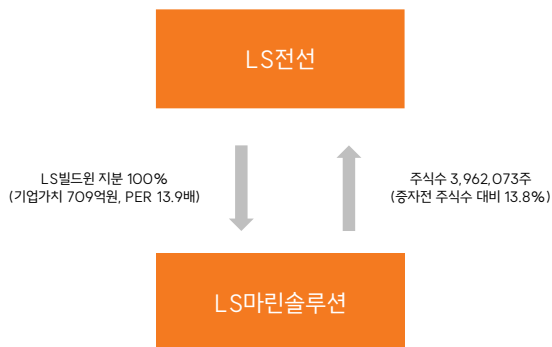 LS전선
LS빌드윈 지분 100%
(기업가치 709억원, PER 13.9배)
주식수 3,962,073주
(증자전 주식수 대비 13.8%)
LS마린솔루션